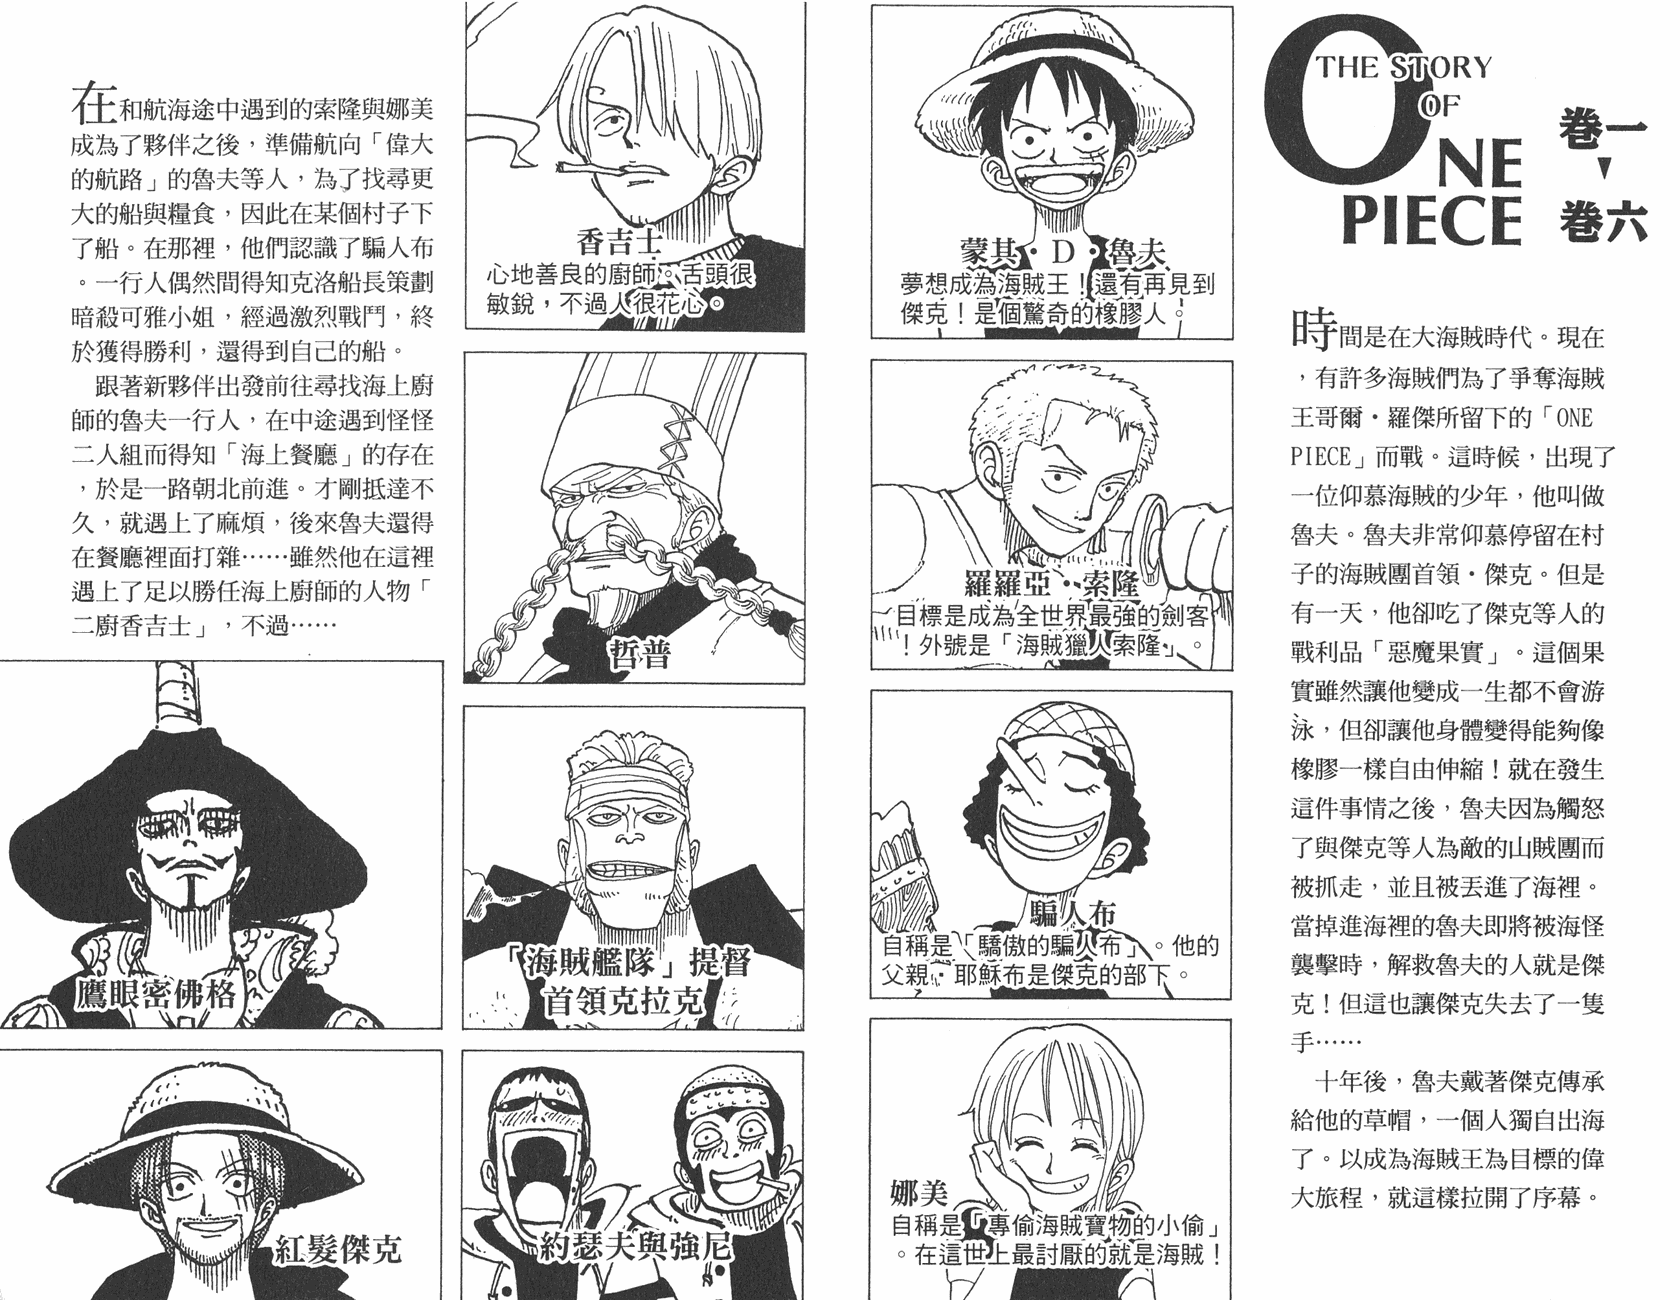 THE STORY
OF
ONE
PIECE
卷一
▼
卷六
時間是在大海賊時代。現在
，有許多海賊們為了爭奪海賊
王哥爾・羅傑所留下的「ONE
PIECE」而戰。這時候，出現了
一位仰慕海賊的少年，他叫做
魯夫。魯夫非常仰慕停留在村
子的海賊團首領・傑克。但是
有一天，他卻吃了傑克等人的
戰利品「惡魔果實」。這個果
實雖然讓他變成一生都不會游
泳，但卻讓他身體變得能夠像
橡膠一樣自由伸縮！就在發生
這件事情之後，魯夫因為觸怒
了與傑克等人為敵的山賊團而
被抓走，並且被丟進了海裡。
當掉進海裡的魯夫即將被海怪
襲擊時，解救魯夫的人就是傑
克！但這也讓傑克失去了一隻
手……
十年後，魯夫戴著傑克傳承
給他的草帽，一個人獨自出海
了。以成為海賊王為目標的偉
大旅程，就這樣拉開了序幕。
蒙其・D・魯夫
夢想成為海賊王！還有再見到
傑克！是個驚奇的橡膠人。
羅羅亞・索隆
目標是成為全世界最強的劍客
！外號是「海賊獵人索隆」。
騙人布
自稱是「驕傲的騙人布」。他的
父親・耶穌布是傑克的部下。
娜美
自稱是「專偷海賊寶物的小偷」
。在這世上最討厭的就是海賊！
香吉士
心地善良的廚師。舌頭很
敏銳，不過人很花心。
哲普
「海賊艦隊」提督
首領克拉克
約瑟夫與強尼
在和航海途中遇到的索隆與娜美
成為了夥伴之後，準備航向「偉大
的航路」的魯夫等人，為了找尋更
大的船與糧食，因此在某個村子下
了船。在那裡，他們認識了騙人布
。一行人偶然間得知克洛船長策劃
暗殺可雅小姐，經過激烈戰鬥，終
於獲得勝利，還得到自己的船。
跟著新夥伴出發前往尋找海上廚
師的魯夫一行人，在中途遇到怪怪
二人組而得知「海上餐廳」的存在
，於是一路朝北前進。才剛抵達不
久，就遇上了麻煩，後來魯夫還得
在餐廳裡面打雜……雖然他在這裡
遇上了足以勝任海上廚師的人物「
二廚香吉士」，不過……
鷹眼密佛格
紅髮傑克